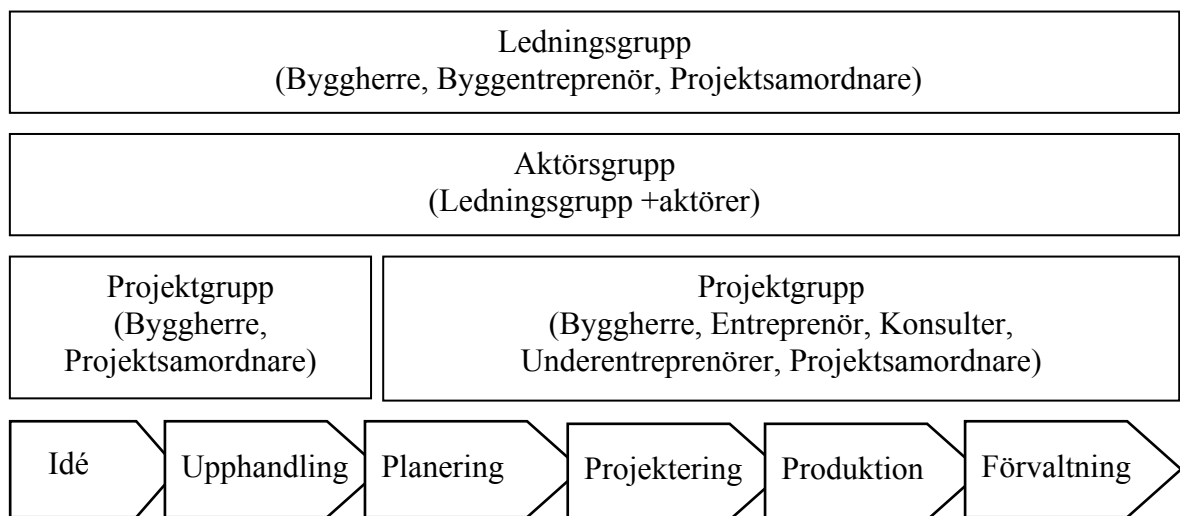 Ledningsgrupp
(Byggherre, Byggentreprenör, Projektsamordnare)
Aktörsgrupp
(Ledningsgrupp +aktörer)
Projektgrupp
(Byggherre,
Projektsamordnare)
Projektgrupp
(Byggherre, Entreprenör, Konsulter,
Underentreprenörer, Projektsamordnare)
Idé
Upphandling
Planering
Projektering
Produktion
Förvaltning